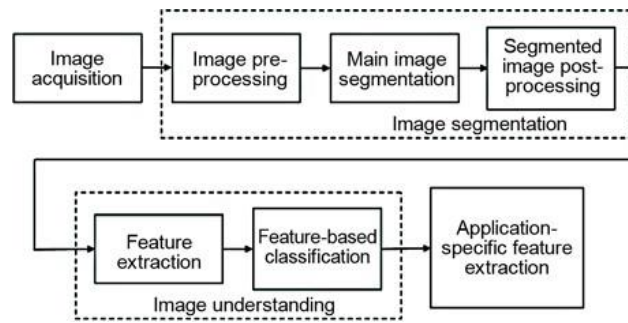 Image
acquisition
Image pre-
processing
Main image
segmentation
Segmented
image post-
processing
Image segmentation
Feature
extraction
Feature-based
classification
Application-
specific feature
extraction
Image understanding